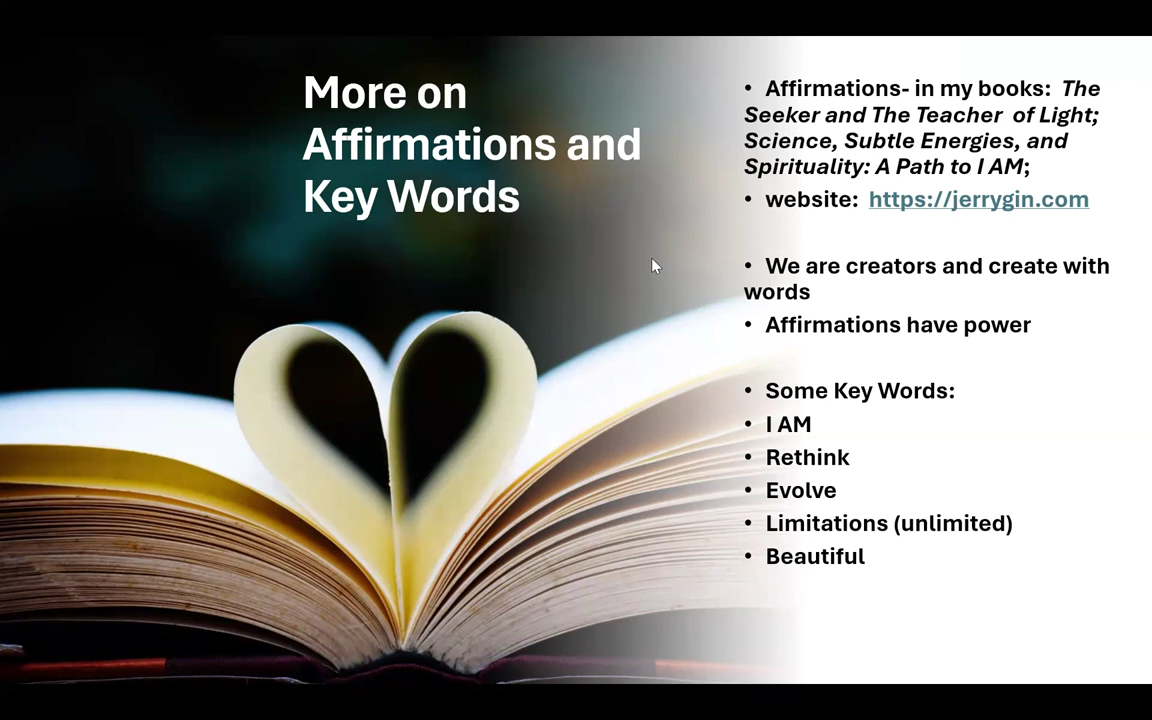 More on
Affirmations and
Key Words
• Affirmations- in my books: The
Seeker and The Teacher of Light;
Science, Subtle Energies, and
Spirituality: A Path to I AM;
• website: https://jerrygin.com
• We are creators and create with
words
• Affirmations have power
• Some Key Words:
• I AM
• Rethink
• Evolve
• Limitations (unlimited)
• Beautiful